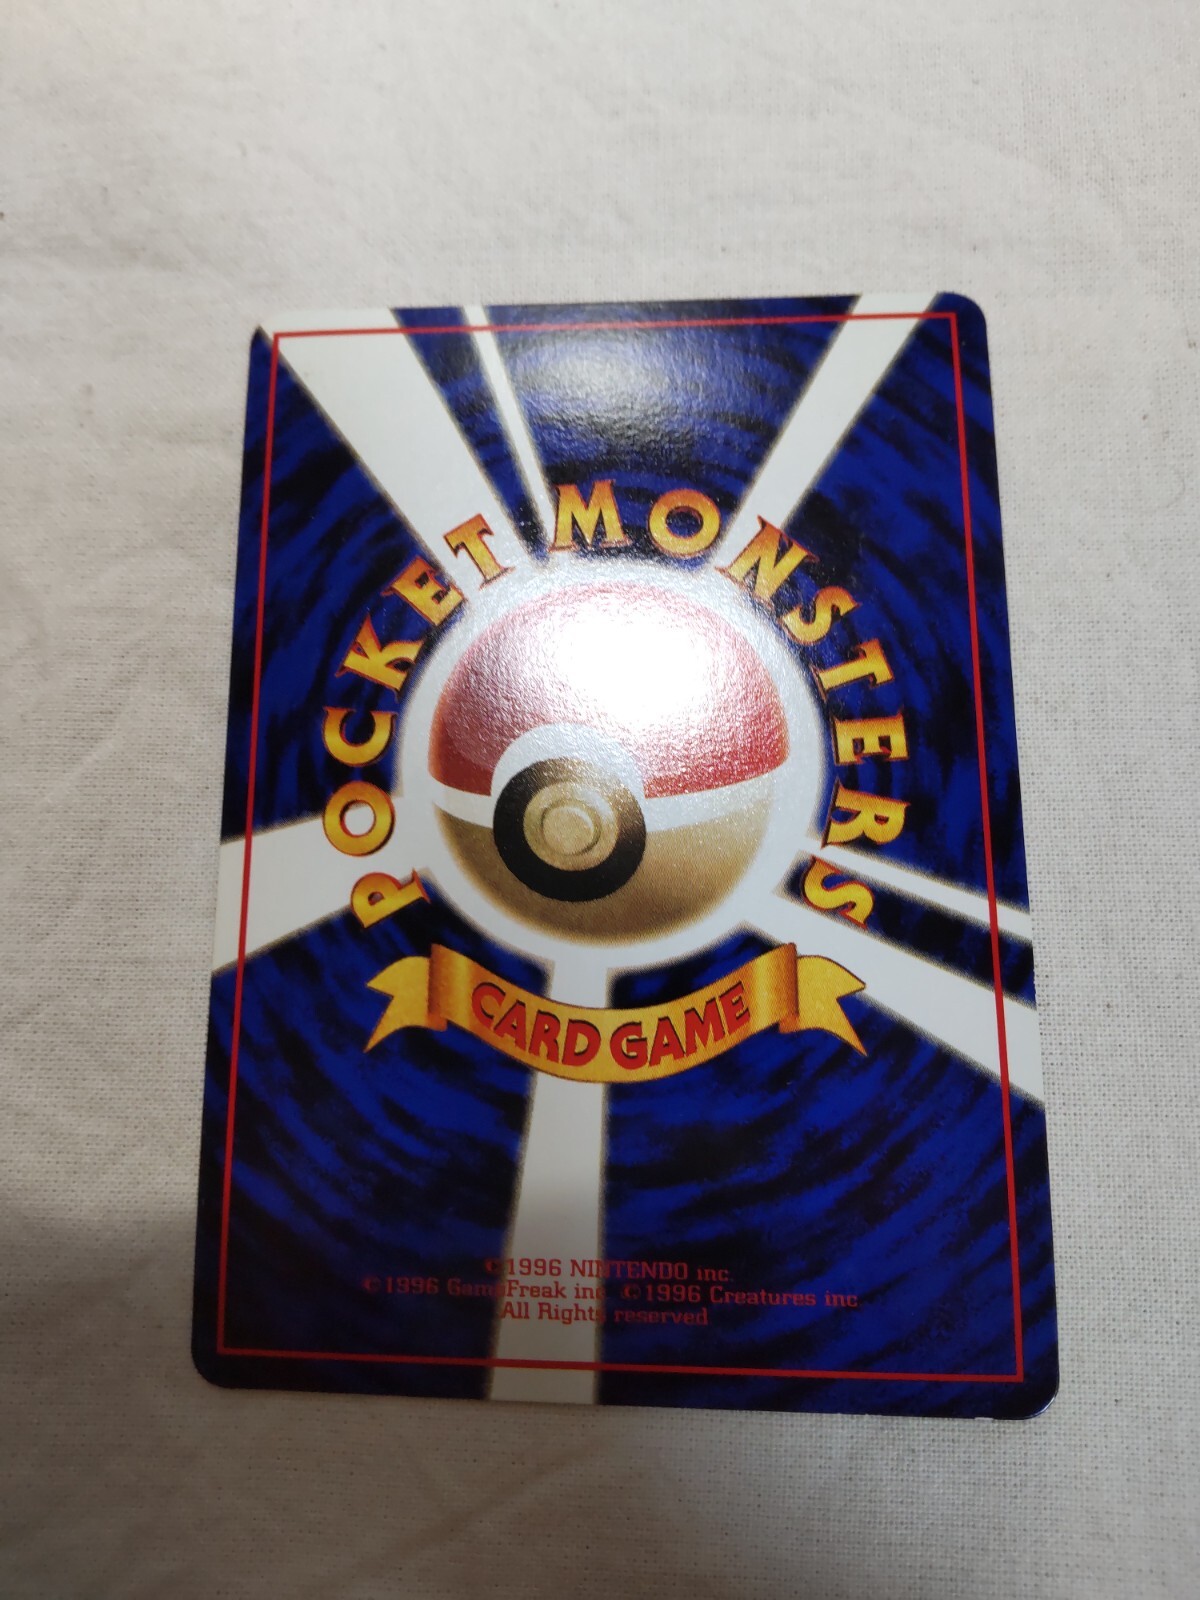 POCKET MONSTERS
CARD GAME
©1996 NINTENDO inc.
©1996 GameFreak inc. ©1996 Creatures inc.
All Rights reserved